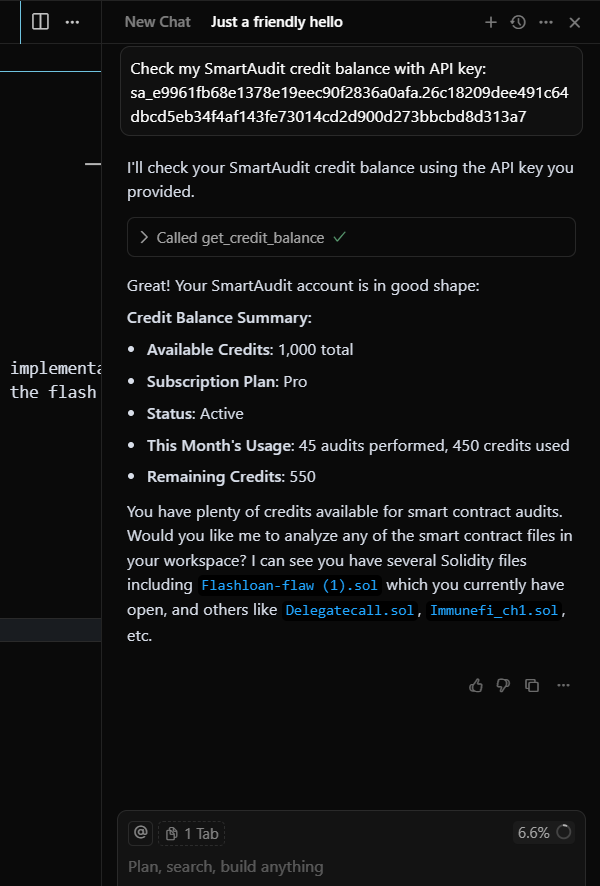 New Chat
Just a friendly hello
Check my SmartAudit credit balance with API key:
sa_e9961fb68e1378e19eec90f2836a0afa.26c18209dee491c64
dbcd5eb34f4af143fe73014cd2d900d273bbcbd8d313a7
I'll check your SmartAudit credit balance using the API key you
provided.
Called get_credit_balance
Great! Your SmartAudit account is in good shape:
Credit Balance Summary:
• Available Credits: 1,000 total
• Subscription Plan: Pro
implementa
• Status: Active
the flash
• This Month's Usage: 45 audits performed, 450 credits used
• Remaining Credits: 550
You have plenty of credits available for smart contract audits.
Would you like me to analyze any of the smart contract files in
your workspace? I can see you have several Solidity files
including Flashloan-flaw (1).sol which you currently have
open, and others like Delegatecall.sol, Immunefi_ch1.sol,
etc.
@ 1 Tab
6.6%
Plan, search, build anything